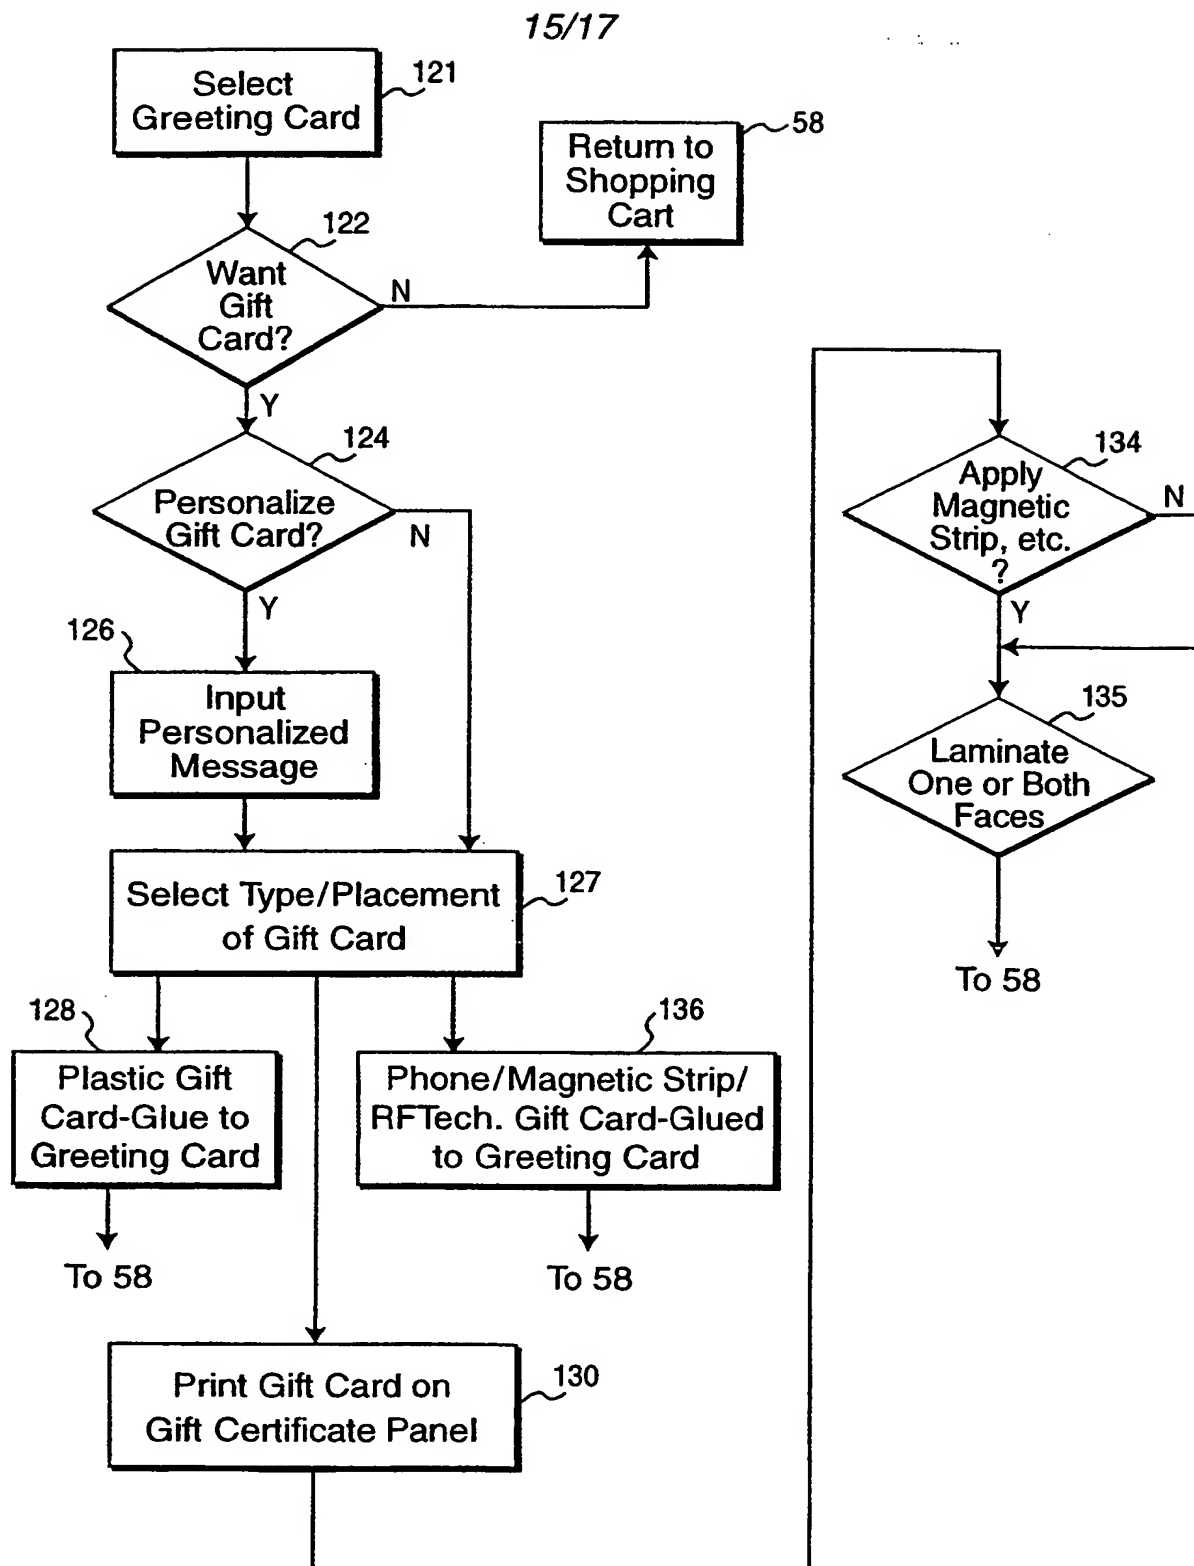 15/17
Select
Greeting Card
121
Return to
Shopping
Cart
58
122
Want
Gift
Card?
N
Y
124
Personalize
Gift Card?
N
Y
126
Input
Personalized
Message
Select Type/Placement
of Gift Card
127
128
Plastic Gift
Card-Glue to
Greeting Card
To 58
136
Phone/Magnetic Strip/
RFTech. Gift Card-Glued
to Greeting Card
To 58
Print Gift Card on
Gift Certificate Panel
130
134
Apply
Magnetic
Strip, etc.
?
N
Y
135
Laminate
One or Both
Faces
To 58